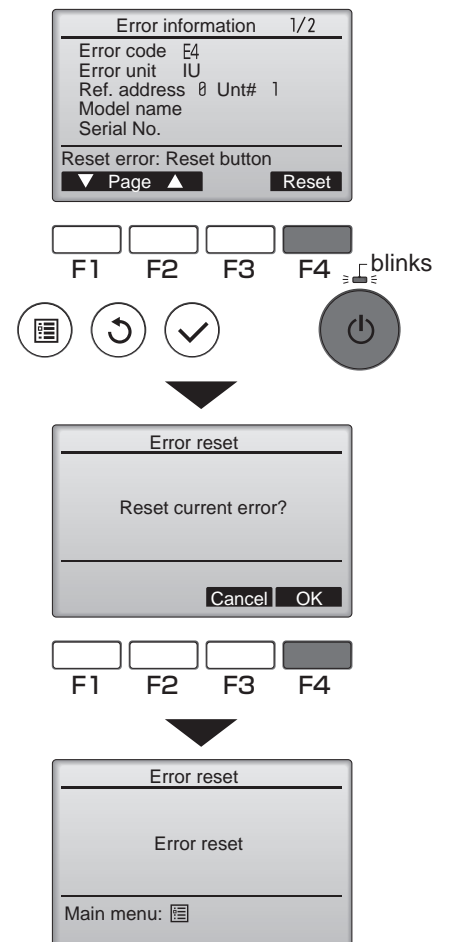 Error information 1/2
Error code E4
Error unit IU
Ref. address 0 Unt# 1
Model name
Serial No.
Reset error: Reset button
▼ Page ▲ Reset
F1 F2 F3 F4
blinks
Error reset
Reset current error?
Cancel OK
F1 F2 F3 F4
Error reset
Error reset
Main menu: